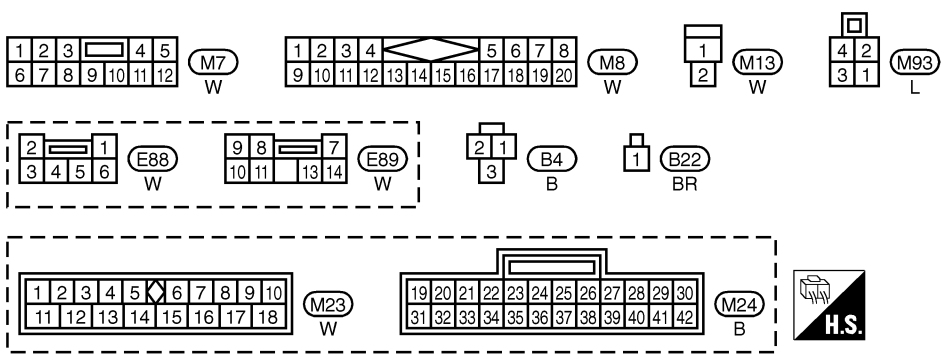 1 2 3 4 5
6 7 8 9 10 11 12
M7
W
1 2 3 4 5 6 7 8
9 10 11 12 13 14 15 16 17 18 19 20
M8
W
1
2
M13
W
4 2
3 1
M93
L
2 1
3 4 5 6
E88
W
9 8 7
10 11 13 14
E89
W
2 1
3
B4
B
1
B22
BR
1 2 3 4 5 6 7 8 9 10
11 12 13 14 15 16 17 18
M23
W
19 20 21 22 23 24 25 26 27 28 29 30
31 32 33 34 35 36 37 38 39 40 41 42
M24
B
H.S.